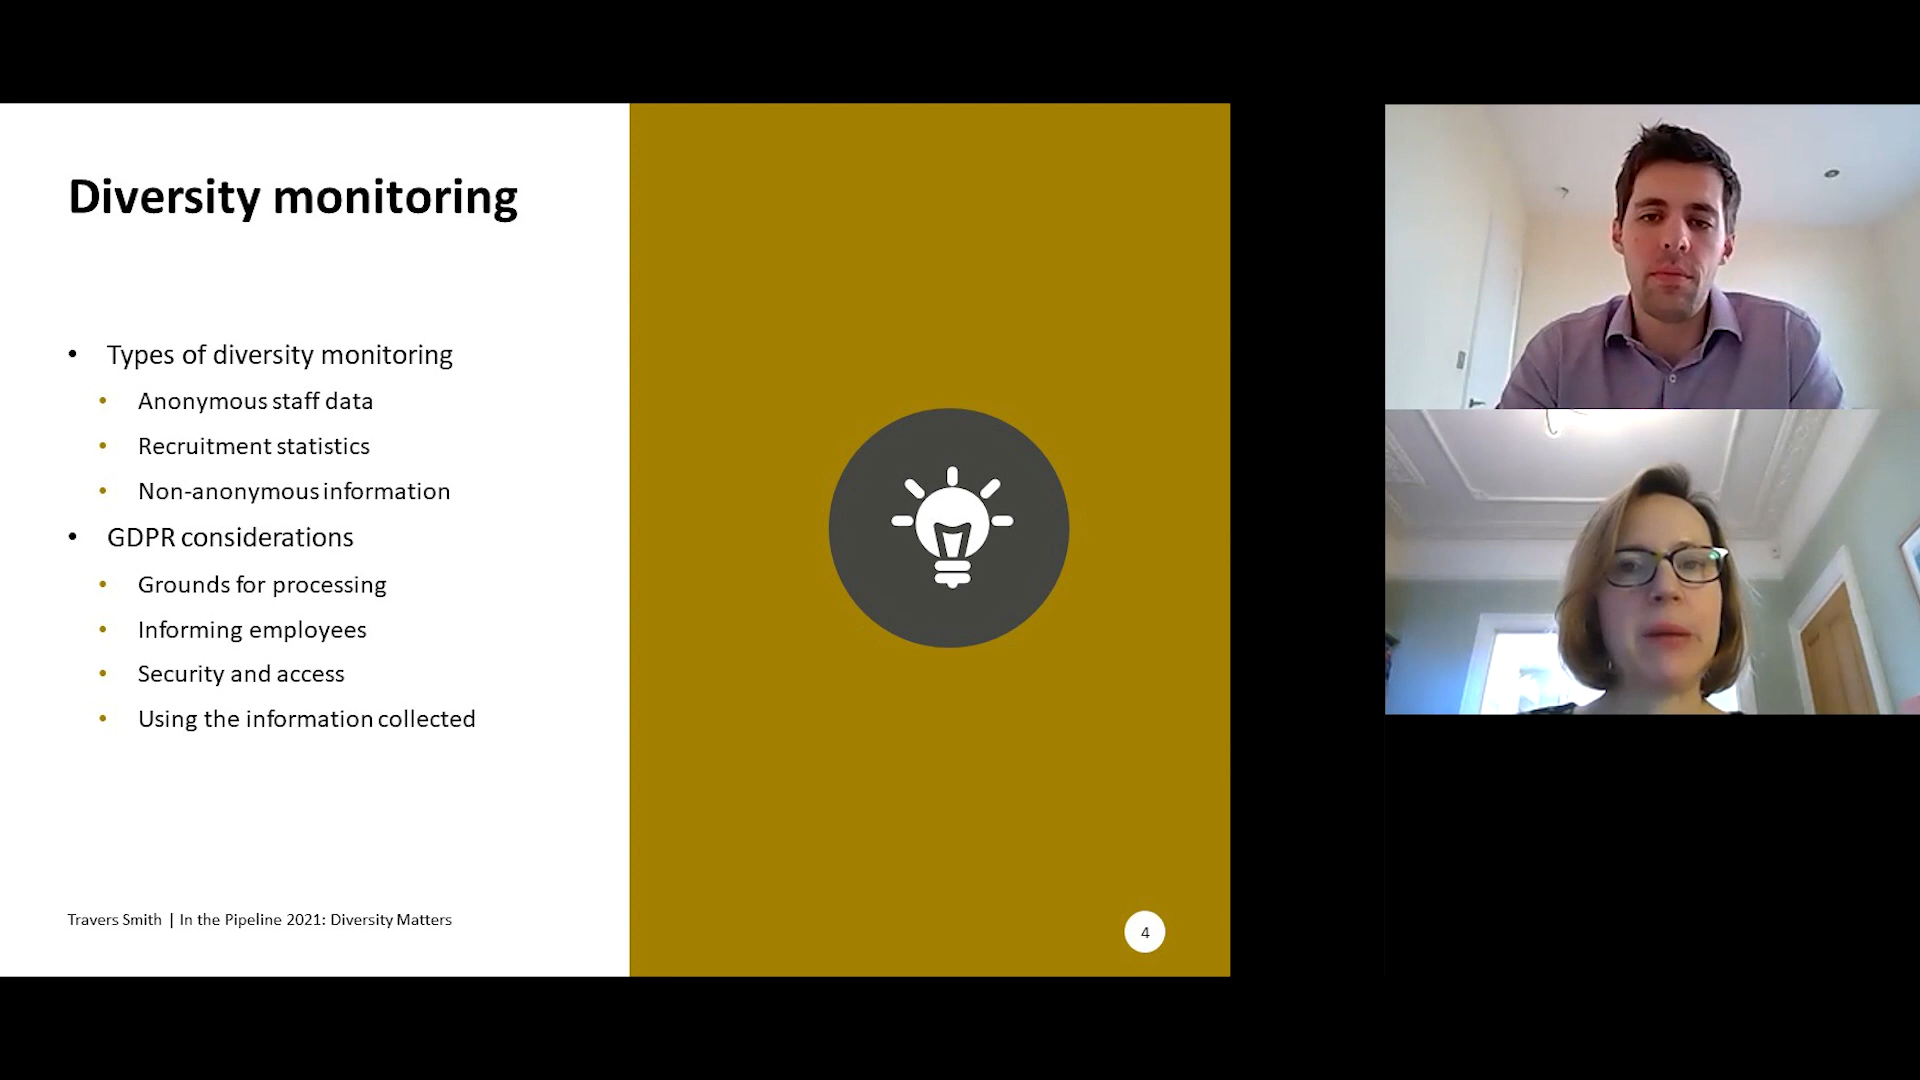 Diversity monitoring
• Types of diversity monitoring
• Anonymous staff data
• Recruitment statistics
• Non-anonymous information
• GDPR considerations
• Grounds for processing
• Informing employees
• Security and access
• Using the information collected
Travers Smith | In the Pipeline 2021: Diversity Matters
4